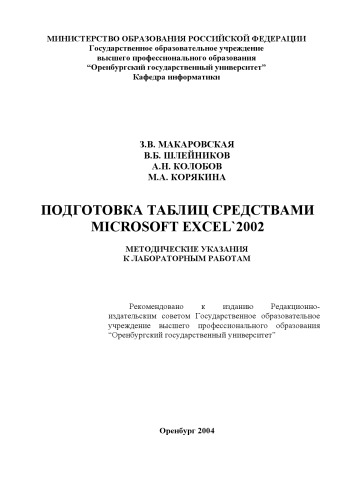 МИНИСТЕРСТВО ОБРАЗОВАНИЯ РОССИЙСКОЙ ФЕДЕРАЦИИ
Государственное образовательное учреждение
высшего профессионального образования
“Оренбургский государственный университет”
Кафедра информатики
З.В. МАКАРОВСКАЯ
В.Б. ШЛЕЙНИКОВ
А.Н. КОЛОБОВ
М.А. КОРЯКИНА
ПОДГОТОВКА ТАБЛИЦ СРЕДСТВАМИ
MICROSOFT EXCEL`2002
МЕТОДИЧЕСКИЕ УКАЗАНИЯ
К ЛАБОРАТОРНЫМ РАБОТАМ
Рекомендовано к изданию Редакционно-
издательским советом Государственное образовательное
учреждение высшего профессионального образования
“Оренбургский государственный университет”
Оренбург 2004